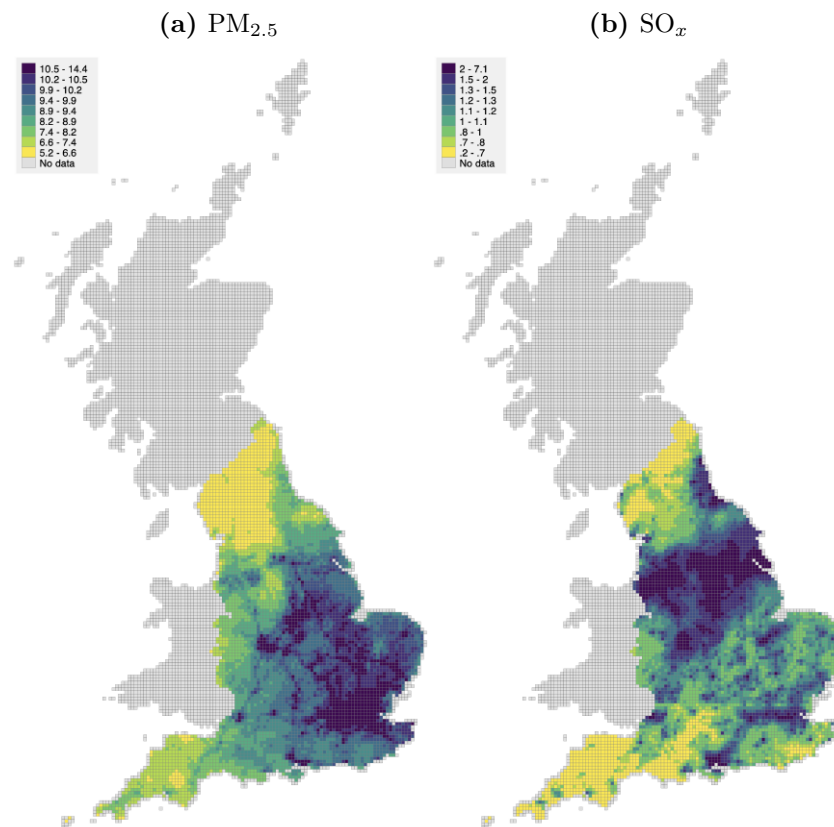 (a) PM2.5
10.5 - 14.4
10.2 - 10.5
9.9 - 10.2
9.4 - 9.9
8.9 - 9.4
8.2 - 8.9
7.4 - 8.2
6.6 - 7.4
5.2 - 6.6
No data
(b) SOx
2 - 7.1
1.5 - 2
1.3 - 1.5
1.2 - 1.3
1.1 - 1.2
1 - 1.1
.8 - 1
.7 - .8
.2 - .7
No data